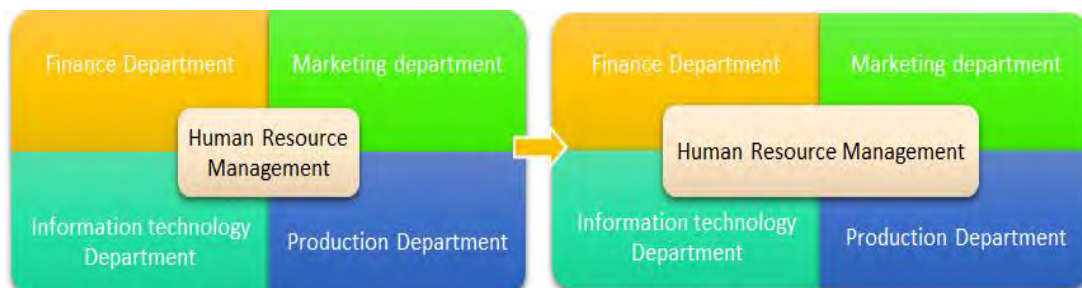 Finance Department
Marketing department
Human Resource
Management
Information technology
Department
Production Department
Finance Department
Marketing department
Human Resource Management
Information technology
Department
Production Department